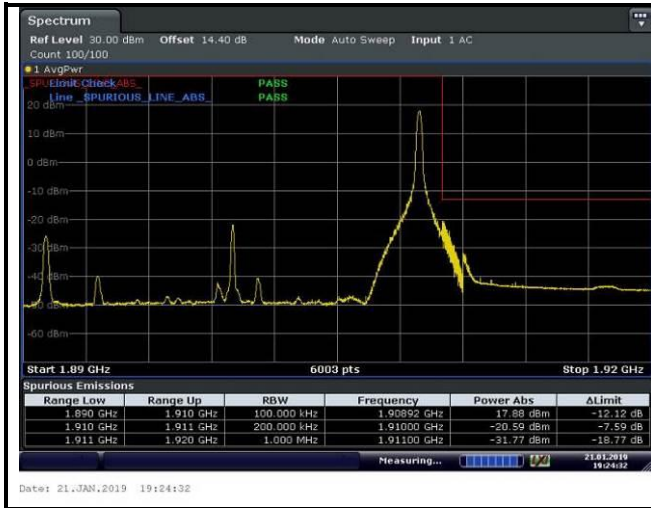 Spectrum
Ref Level 30.00 dBm Offset 14.40 dB Mode Auto Sweep Input 1 AC
Count 100/100
1 AvgPwr
Limit Check PASS
Line _SPURIOUS_LINE_ABS_ PASS
20 dBm
10 dBm
0 dBm
-10 dBm
-20 dBm
-30 dBm
-40 dBm
-60 dBm
Start 1.89 GHz 6003 pts Stop 1.92 GHz
Spurious Emissions
Range Low Range Up RBW Frequency Power Abs ΔLimit
1.890 GHz 1.910 GHz 100.000 kHz 1.90892 GHz 17.88 dBm -12.12 dB
1.910 GHz 1.911 GHz 200.000 kHz 1.91000 GHz -20.59 dBm -7.59 dB
1.911 GHz 1.920 GHz 1.000 MHz 1.91100 GHz -31.77 dBm -18.77 dB
Measuring... 21.01.2019
19:24:32
Date: 21.JAN.2019 19:24:32